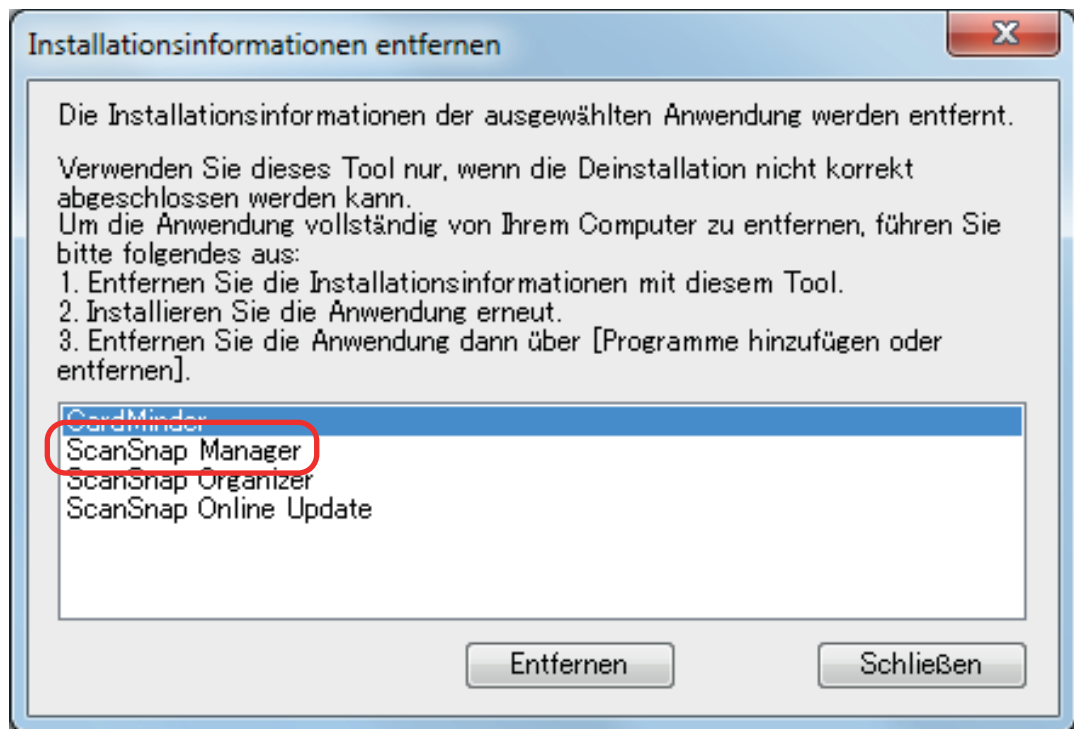 Installationsinformationen entfernen
Die Installationsinformationen der ausgewählten Anwendung werden entfernt.
Verwenden Sie dieses Tool nur, wenn die Deinstallation nicht korrekt
abgeschlossen werden kann.
Um die Anwendung vollständig von Ihrem Computer zu entfernen, führen Sie
bitte folgendes aus:
1. Entfernen Sie die Installationsinformationen mit diesem Tool.
2. Installieren Sie die Anwendung erneut.
3. Entfernen Sie die Anwendung dann über [Programme hinzufügen oder
entfernen].
CardMinder
ScanSnap Manager
ScanSnap Organizer
ScanSnap Online Update
Entfernen
Schließen